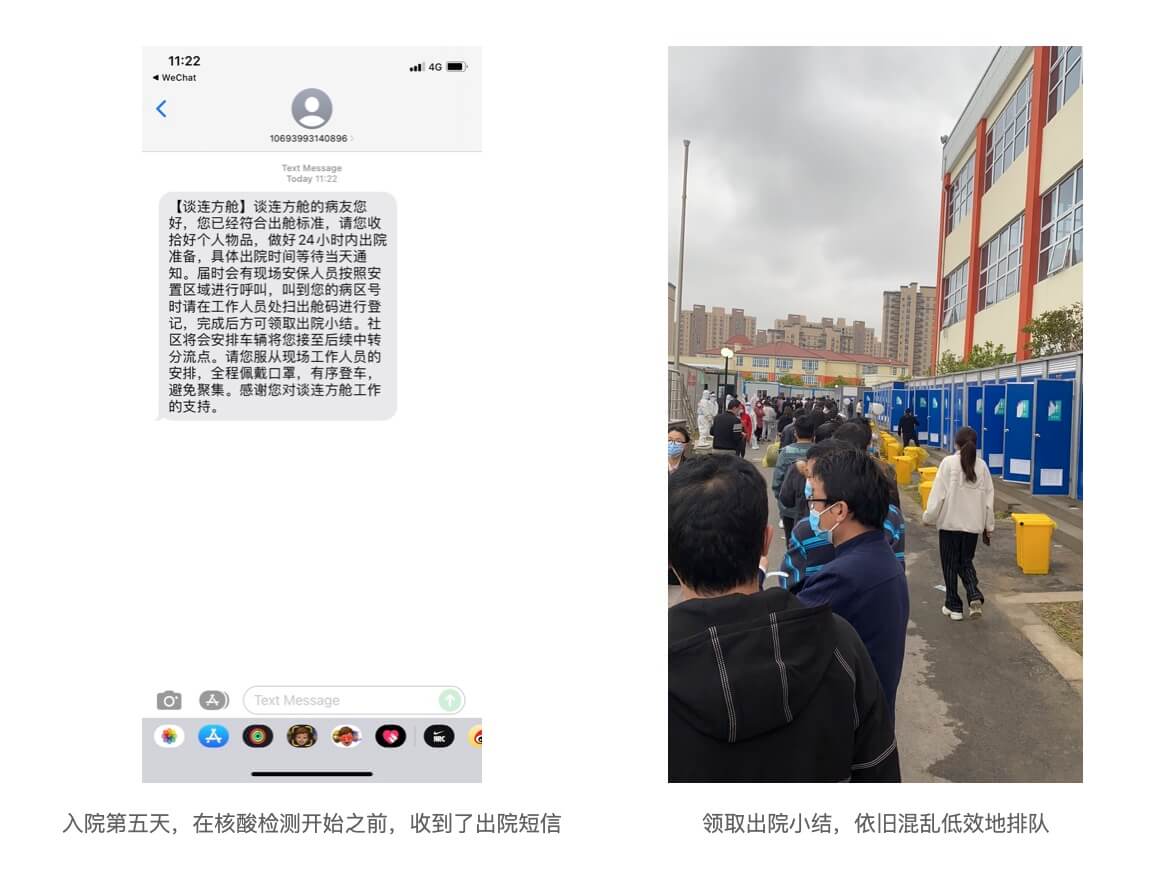 11:22
4G
WeChat
10693993140896
Text Message
Today 11:22
【谈连方舱】谈连方舱的病友您
好，您已经符合出舱标准，请您收
拾好个人物品，做好24小时内出院
准备，具体出院时间等待当天通
知。届时会有现场安保人员按照安
置区域进行呼叫，叫到您的病区号
时请在工作人员处扫出舱码进行登
记，完成后方可领取出院小结。社
区将会安排车辆将您接至后续中转
分流点。请您服从现场工作人员的
安排，全程佩戴口罩，有序登车，
避免聚集。感谢您对谈连方舱工作
的支持。
Text Message
NRC
入院第五天，在核酸检测开始之前，收到了出院短信
领取出院小结，依旧混乱低效地排队